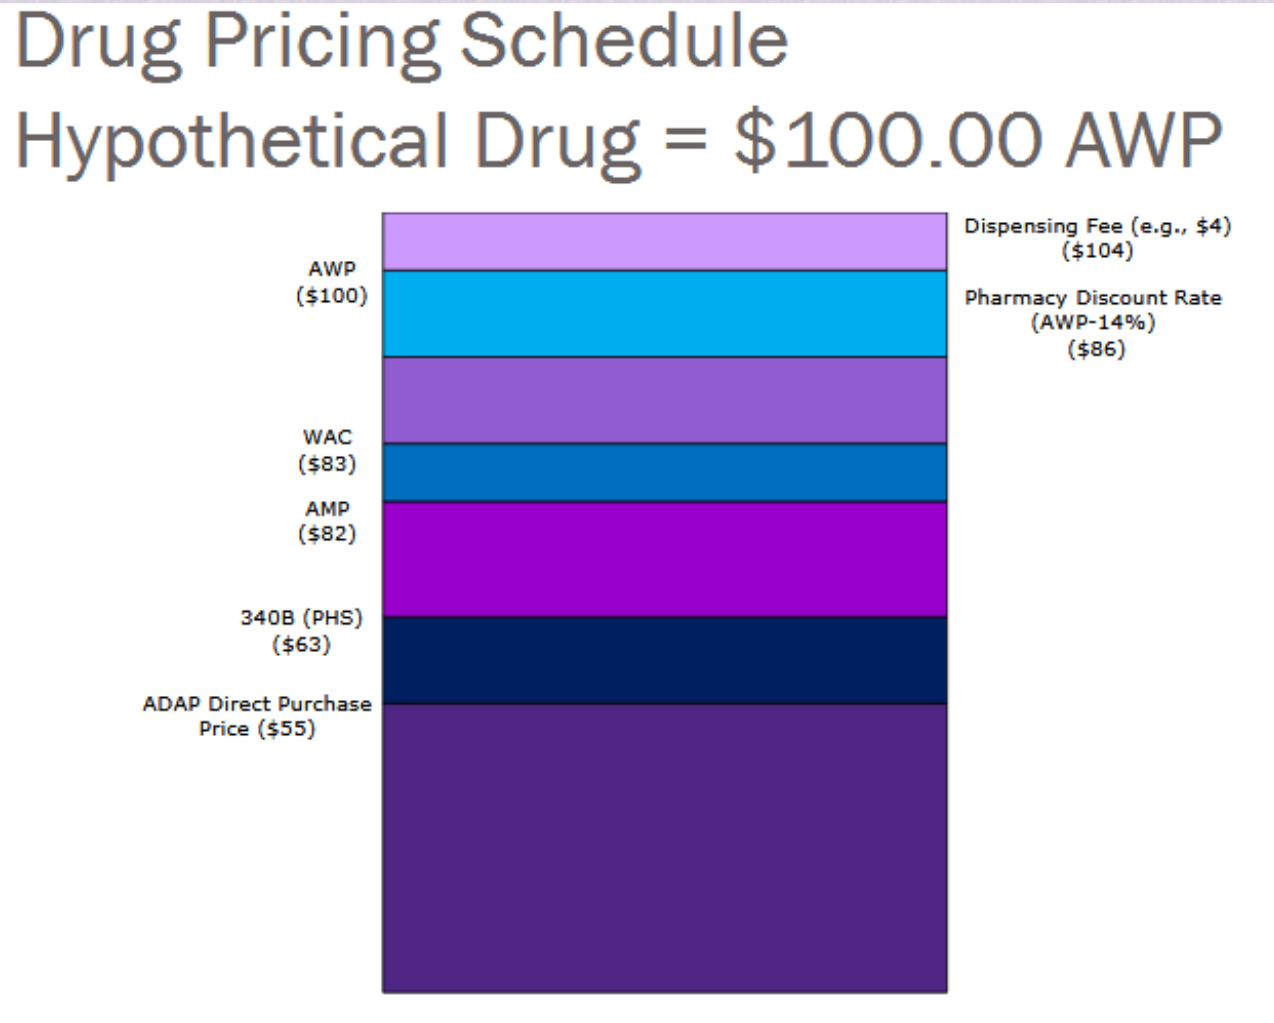 Drug Pricing Schedule
Hypothetical Drug = $100.00 AWP
Dispensing Fee (e.g., $4)
($104)
AWP
($100)
Pharmacy Discount Rate
(AWP-14%)
($86)
WAC
($83)
AMP
($82)
340B (PHS)
($63)
ADAP Direct Purchase
Price ($55)